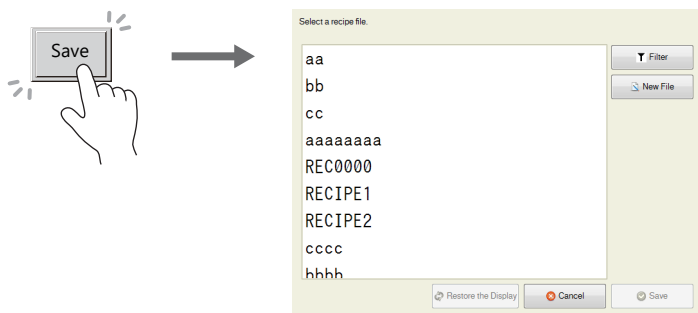 Save
Select a recipe file.
aa
bb
cc
aaaaaaaa
REC0000
RECIPE1
RECIPE2
cccc
bbbb
Filter
New File
Restore the Display
Cancel
Save